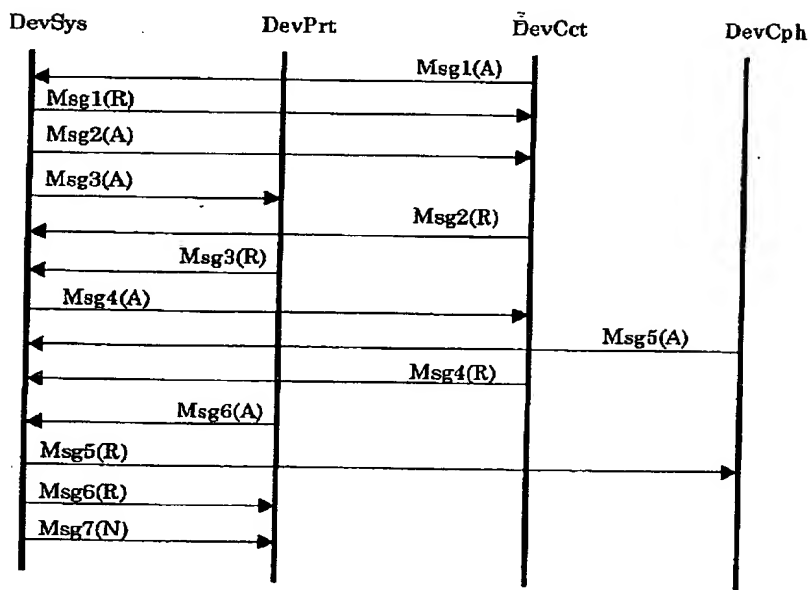 DevSys DevPrt DevCct DevCph
Msg1(A)
Msg1(R)
Msg2(A)
Msg3(A)
Msg2(R)
Msg3(R)
Msg4(A)
Msg5(A)
Msg4(R)
Msg6(A)
Msg5(R)
Msg6(R)
Msg7(N)